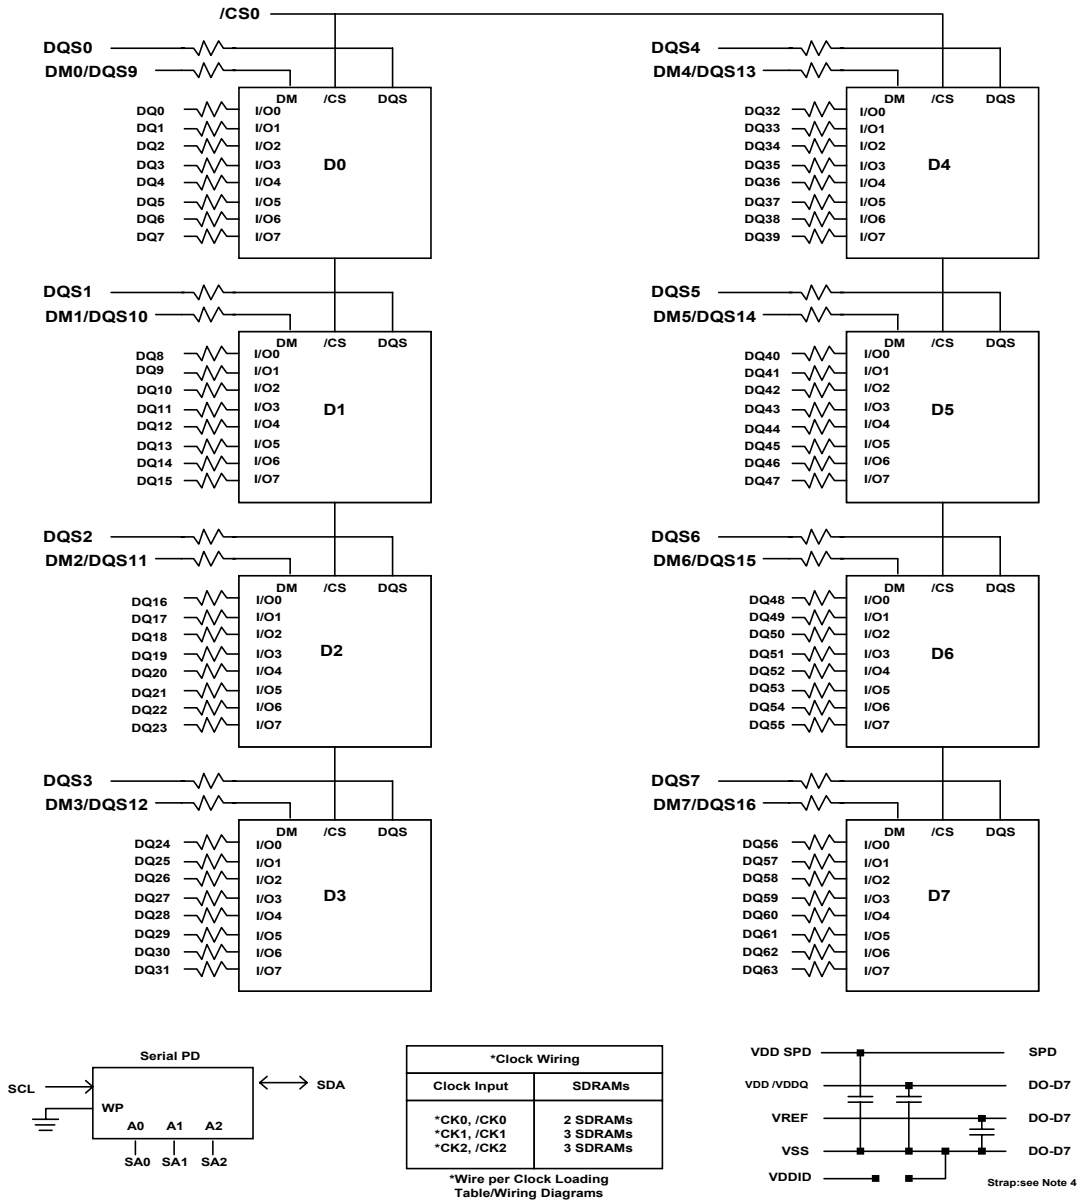 /CS0
DQS0
DM0/DQS9
DM /CS DQS
DQ0 I/O0
DQ1 I/O1
DQ2 I/O2
DQ3 I/O3
DQ4 I/O4
DQ5 I/O5
DQ6 I/O6
DQ7 I/O7
D0
DQS1
DM1/DQS10
DM /CS DQS
DQ8 I/O0
DQ9 I/O1
DQ10 I/O2
DQ11 I/O3
DQ12 I/O4
DQ13 I/O5
DQ14 I/O6
DQ15 I/O7
D1
DQS2
DM2/DQS11
DM /CS DQS
DQ16 I/O0
DQ17 I/O1
DQ18 I/O2
DQ19 I/O3
DQ20 I/O4
DQ21 I/O5
DQ22 I/O6
DQ23 I/O7
D2
DQS3
DM3/DQS12
DM /CS DQS
DQ24 I/O0
DQ25 I/O1
DQ26 I/O2
DQ27 I/O3
DQ28 I/O4
DQ29 I/O5
DQ30 I/O6
DQ31 I/O7
D3
DQS4
DM4/DQS13
DM /CS DQS
DQ32 I/O0
DQ33 I/O1
DQ34 I/O2
DQ35 I/O3
DQ36 I/O4
DQ37 I/O5
DQ38 I/O6
DQ39 I/O7
D4
DQS5
DM5/DQS14
DM /CS DQS
DQ40 I/O0
DQ41 I/O1
DQ42 I/O2
DQ43 I/O3
DQ44 I/O4
DQ45 I/O5
DQ46 I/O6
DQ47 I/O7
D5
DQS6
DM6/DQS15
DM /CS DQS
DQ48 I/O0
DQ49 I/O1
DQ50 I/O2
DQ51 I/O3
DQ52 I/O4
DQ53 I/O5
DQ54 I/O6
DQ55 I/O7
D6
DQS7
DM7/DQS16
DM /CS DQS
DQ56 I/O0
DQ57 I/O1
DQ58 I/O2
DQ59 I/O3
DQ60 I/O4
DQ61 I/O5
DQ62 I/O6
DQ63 I/O7
D7
Serial PD
SCL SDA
WP
A0 A1 A2
SA0 SA1 SA2
*Clock Wiring
Clock Input SDRAMs
*CK0, /CK0 2 SDRAMs
*CK1, /CK1 3 SDRAMs
*CK2, /CK2 3 SDRAMs
*Wire per Clock Loading
Table/Wiring Diagrams
VDD SPD SPD
VDD /VDDQ DO-D7
VREF DO-D7
VSS DO-D7
VDDID Strap:see Note 4